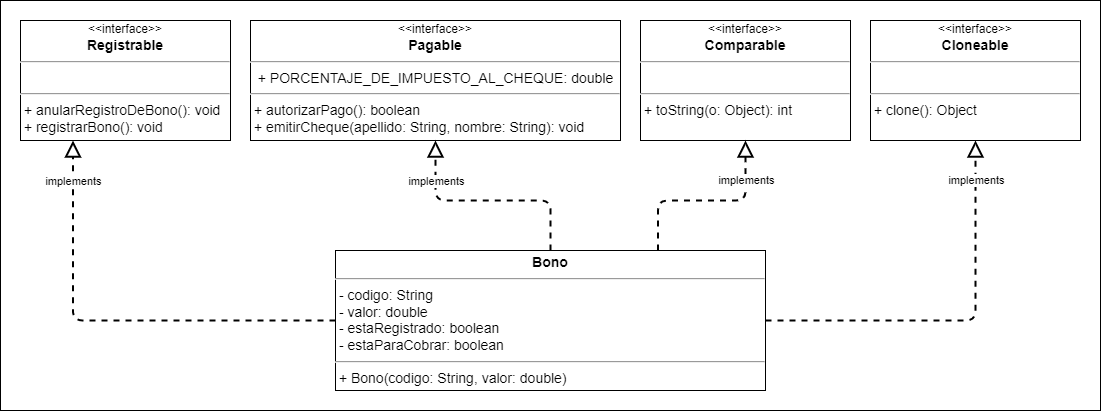 <<interface>>
Registrable
+ anularRegistroDeBono(): void
+ registrarBono(): void
<<interface>>
Pagable
+ PORCENTAJE_DE_IMPUESTO_AL_CHEQUE: double
+ autorizarPago(): boolean
+ emitirCheque(apellido: String, nombre: String): void
<<interface>>
Comparable
+ toString(o: Object): int
<<interface>>
Cloneable
+ clone(): Object
implements
implements
implements
implements
Bono
- codigo: String
- valor: double
- estaRegistrado: boolean
- estaParaCobrar: boolean
+ Bono(codigo: String, valor: double)